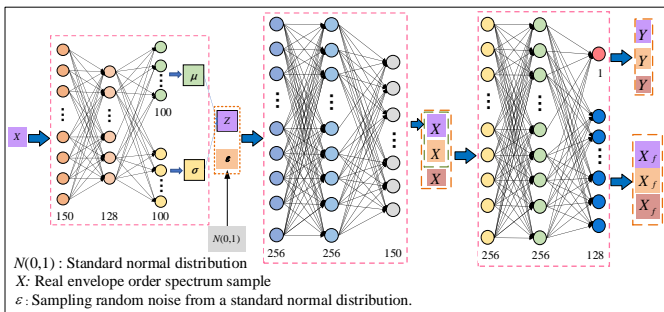 X
150
128
100
100
μ
σ
Z
ε
N(0,1)
256
256
150
X
X
X
256
256
1
128
Y
Y
Y
X_f
X_f
X_f
N(0,1) : Standard normal distribution
X: Real envelope order spectrum sample
ε : Sampling random noise from a standard normal distribution.